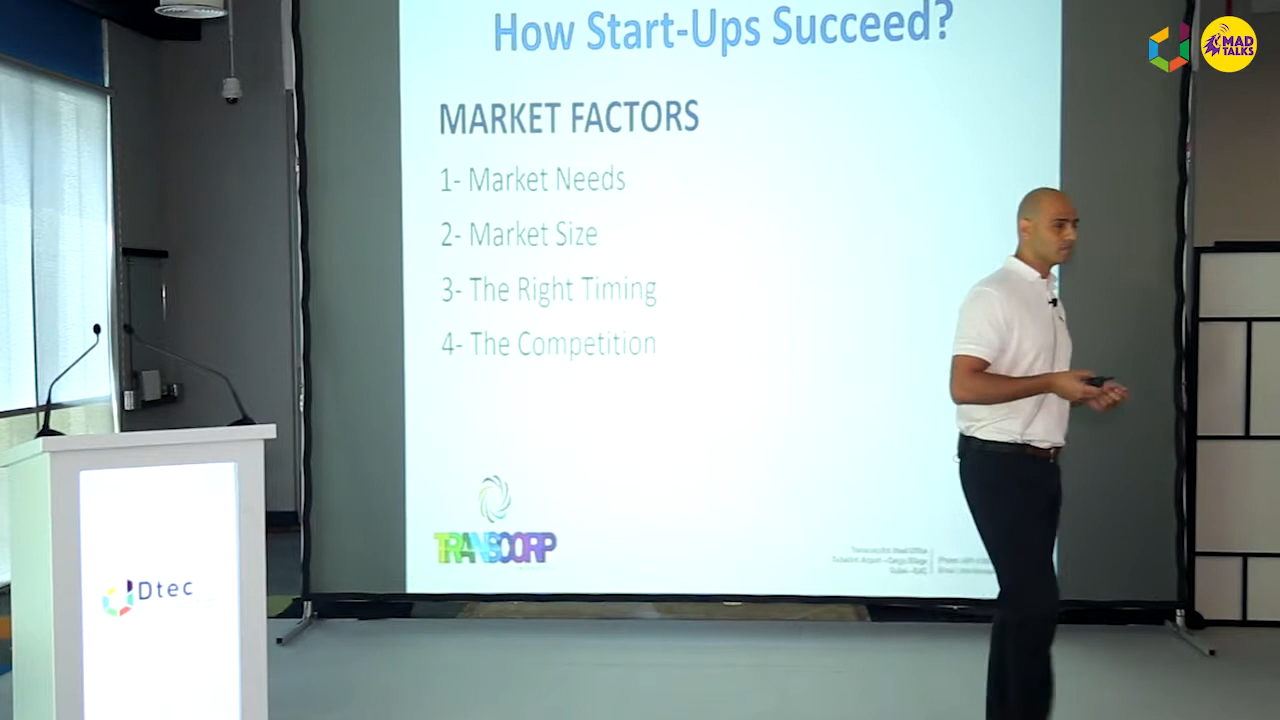 How Start-Ups Succeed?
MAD
TALKS
MARKET FACTORS
1- Market Needs
2- Market Size
3- The Right Timing
4- The Competition
TRANSCORP
Dtec